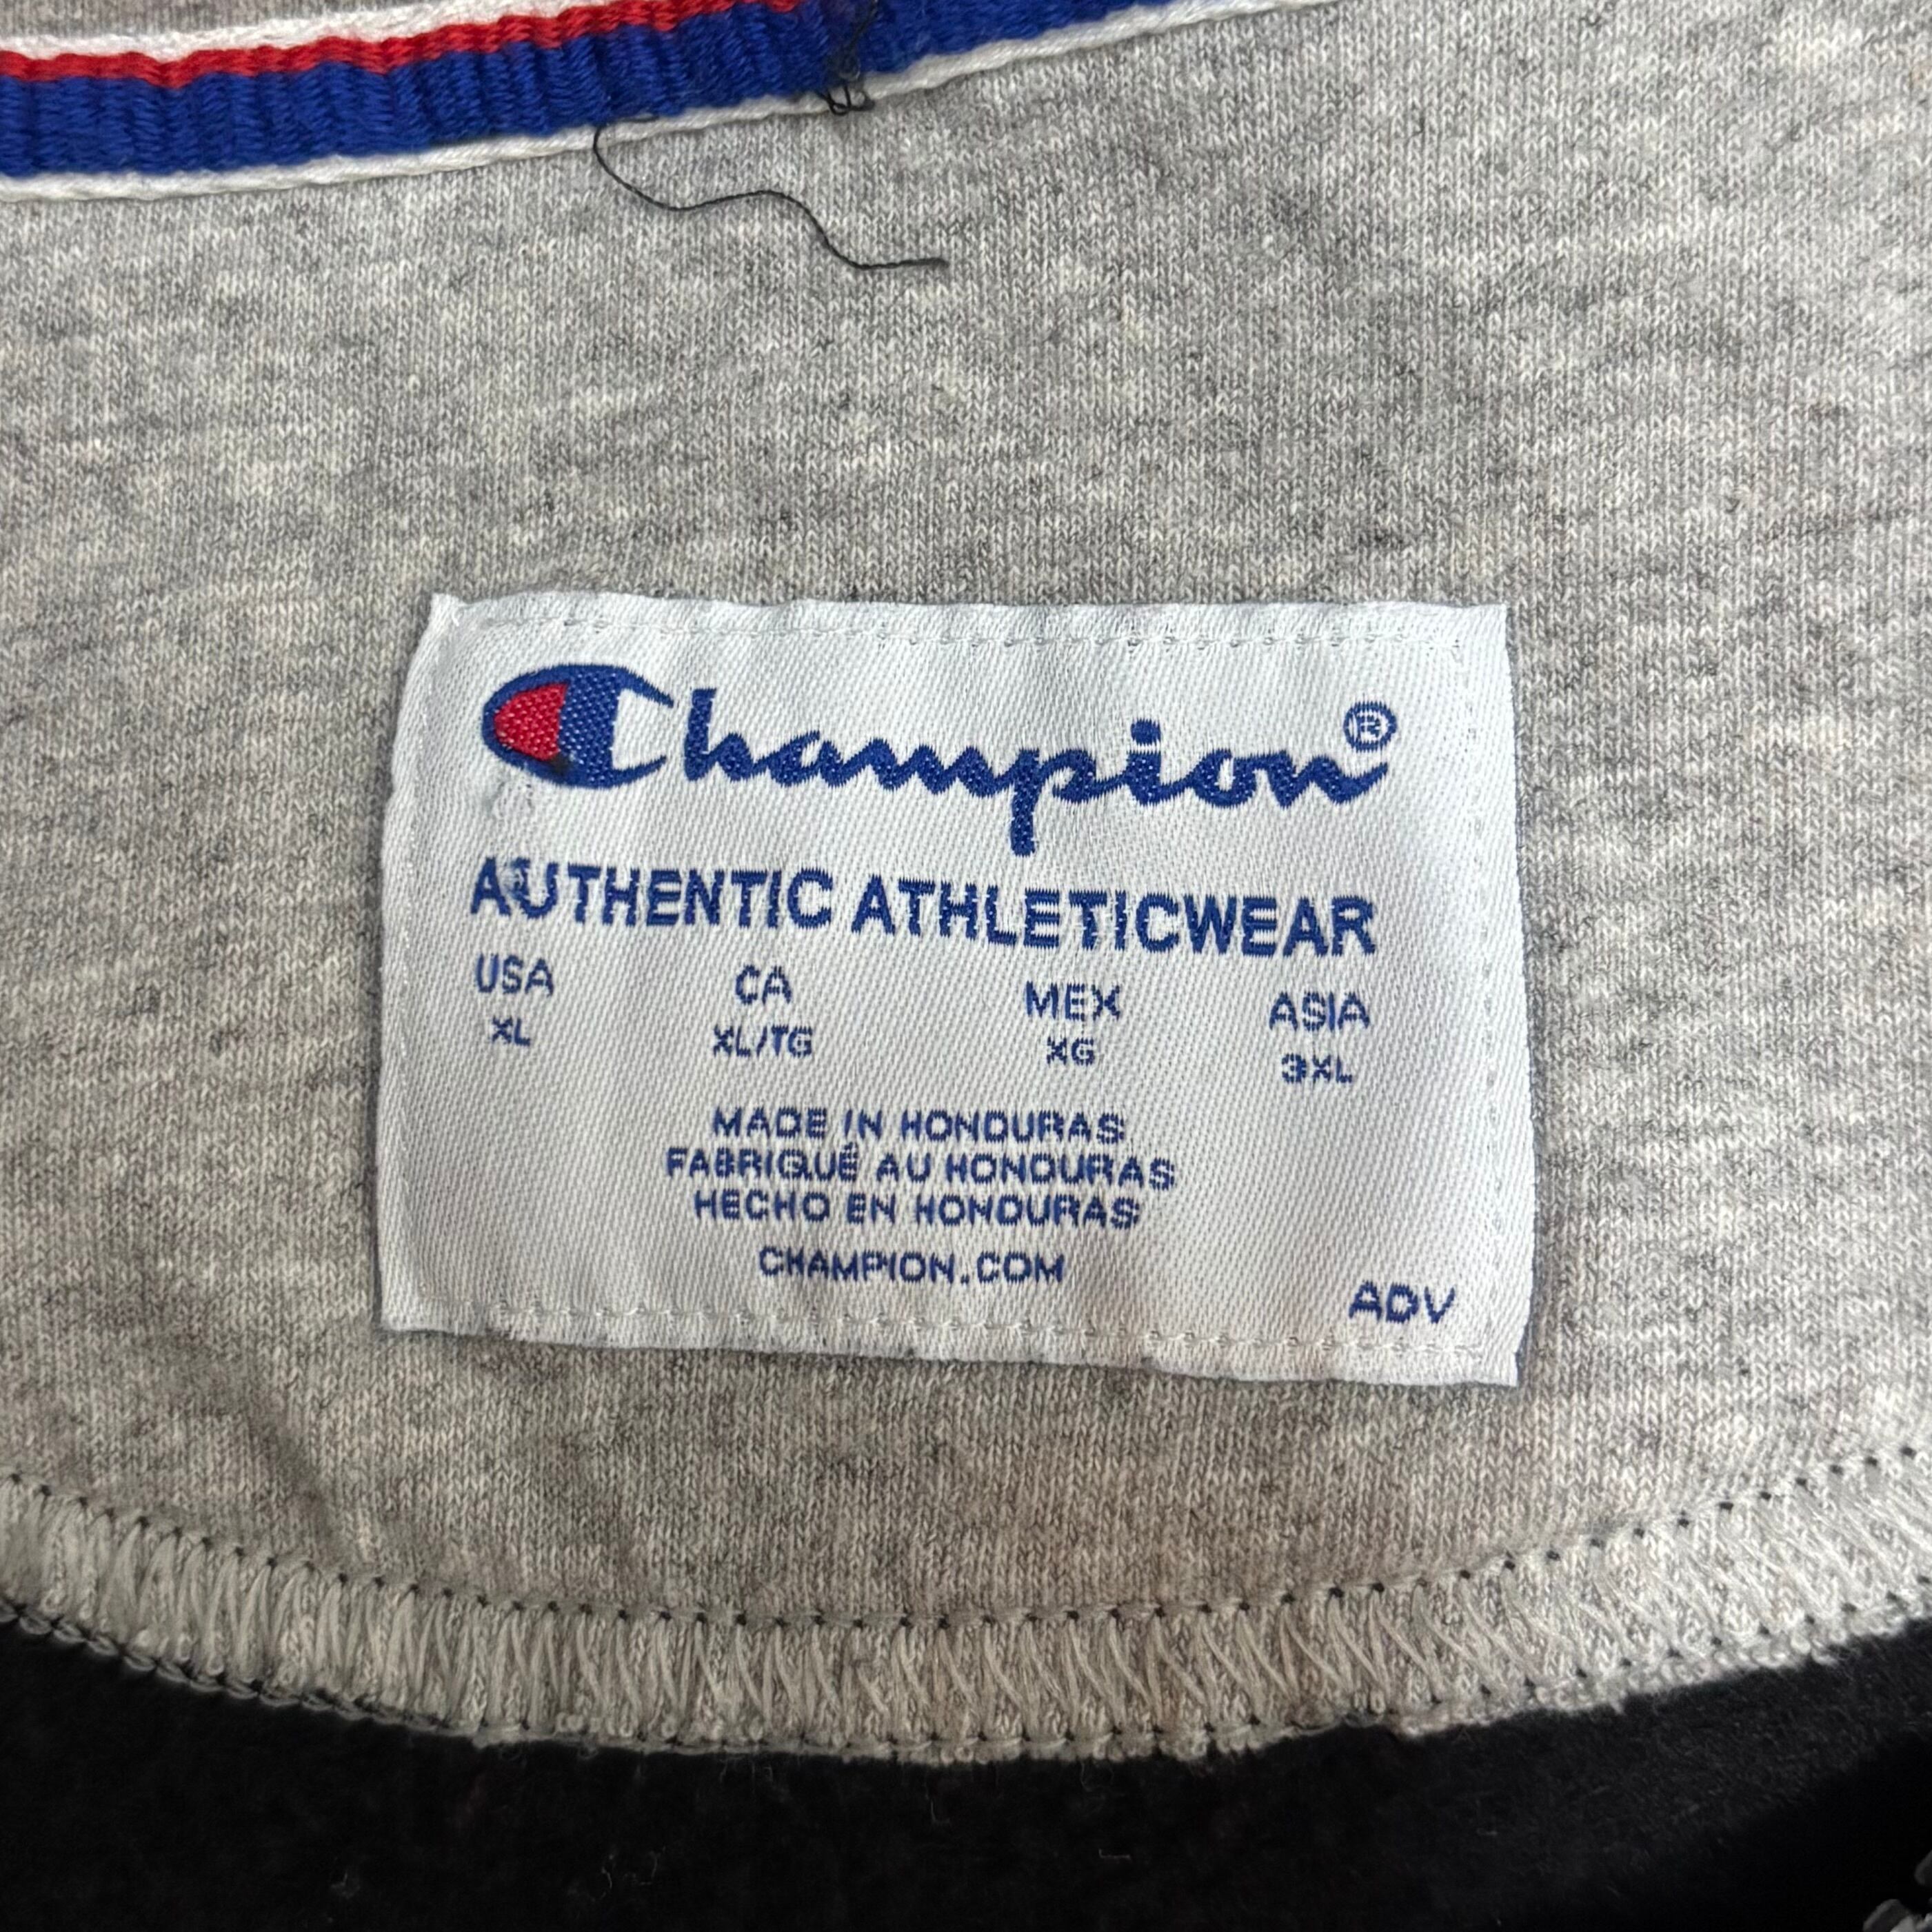 Champion®
AUTHENTIC ATHLETICWEAR
USA CA MEX ASIA
XL XL/TG XG 3XL
MADE IN HONDURAS
FABRIQUÉ AU HONDURAS
HECHO EN HONDURAS
CHAMPION.COM
ADV